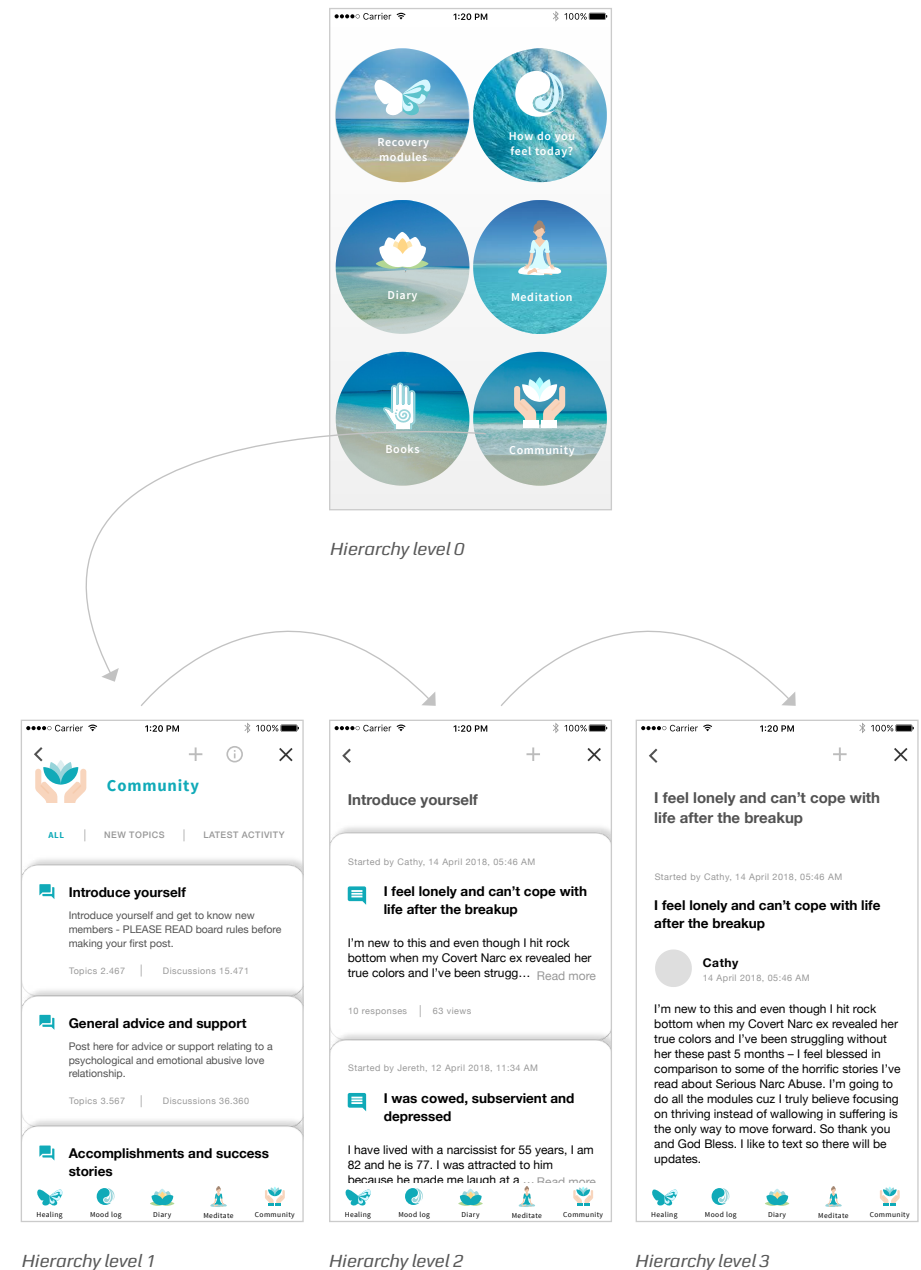 Carrier 1:20 PM 100%
Recovery
modules
How do you
feel today?
Diary
Meditation
Books
Community
Hierarchy level 0
Carrier 1:20 PM 100%
Community
ALL | NEW TOPICS | LATEST ACTIVITY
Introduce yourself
Introduce yourself and get to know new
members - PLEASE READ board rules before
making your first post.
Topics 2.467 | Discussions 15.471
General advice and support
Post here for advice or support relating to a
psychological and emotional abusive love
relationship.
Topics 3.567 | Discussions 36.360
Accomplishments and success
stories
Healing Mood log Diary Meditate Community
Hierarchy level 1
Carrier 1:20 PM 100%
Introduce yourself
Started by Cathy, 14 April 2018, 05:46 AM
I feel lonely and can’t cope with
life after the breakup
I’m new to this and even though I hit rock
bottom when my Covert Narc ex revealed her
true colors and I’ve been strugg… Read more
10 responses | 63 views
Started by Jereth, 12 April 2018, 11:34 AM
I was cowed, subservient and
depressed
I have lived with a narcissist for 55 years, I am
82 and he is 77. I was attracted to him
because he made me laugh at a … Read more
Healing Mood log Diary Meditate Community
Hierarchy level 2
Carrier 1:20 PM 100%
I feel lonely and can’t cope with
life after the breakup
Started by Cathy, 14 April 2018, 05:46 AM
I feel lonely and can’t cope with life
after the breakup
Cathy
14 April 2018, 05:46 AM
I’m new to this and even though I hit rock
bottom when my Covert Narc ex revealed her
true colors and I’ve been struggling without
her these past 5 months – I feel blessed in
comparison to some of the horrific stories I’ve
read about Serious Narc Abuse. I’m going to
do all the modules cuz I truly believe focusing
on thriving instead of wallowing in suffering is
the only way to move forward. So thank you
and God Bless. I like to text so there will be
updates.
Healing Mood log Diary Meditate Community
Hierarchy level 3